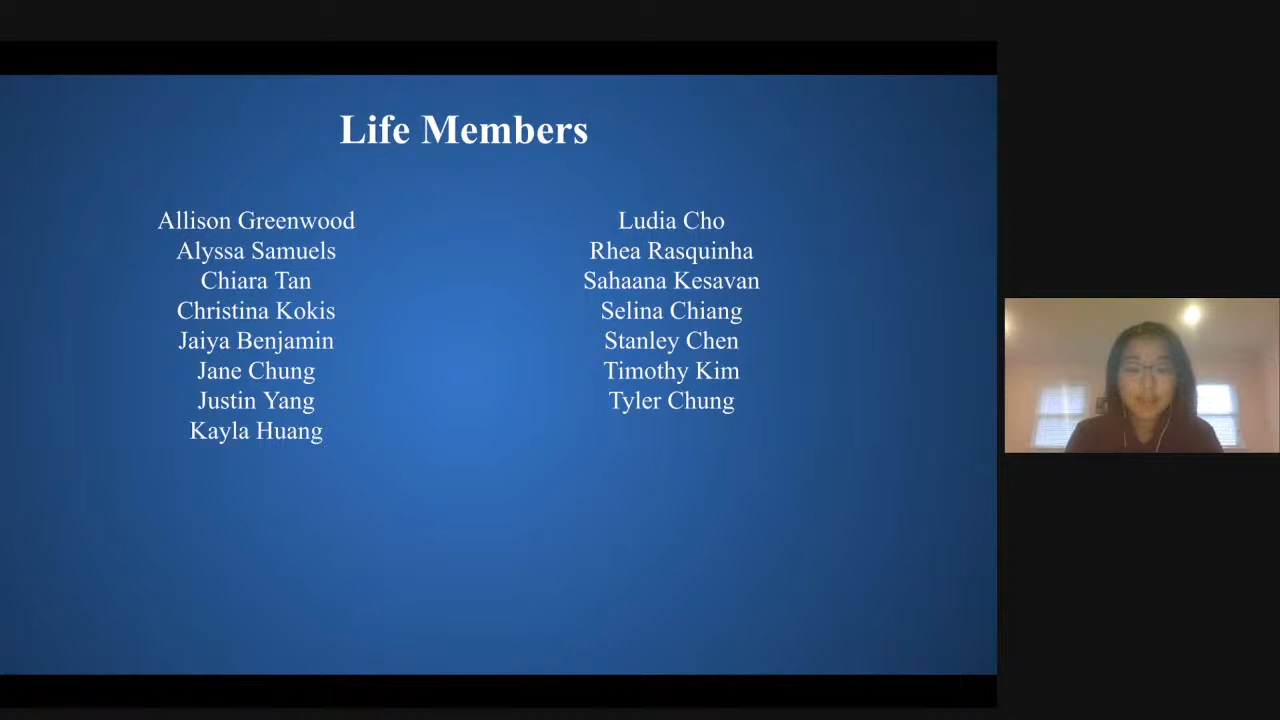 Life Members
Allison Greenwood
Alyssa Samuels
Chiara Tan
Christina Kokis
Jaiya Benjamin
Jane Chung
Justin Yang
Kayla Huang
Ludia Cho
Rhea Rasquinha
Sahaana Kesavan
Selina Chiang
Stanley Chen
Timothy Kim
Tyler Chung